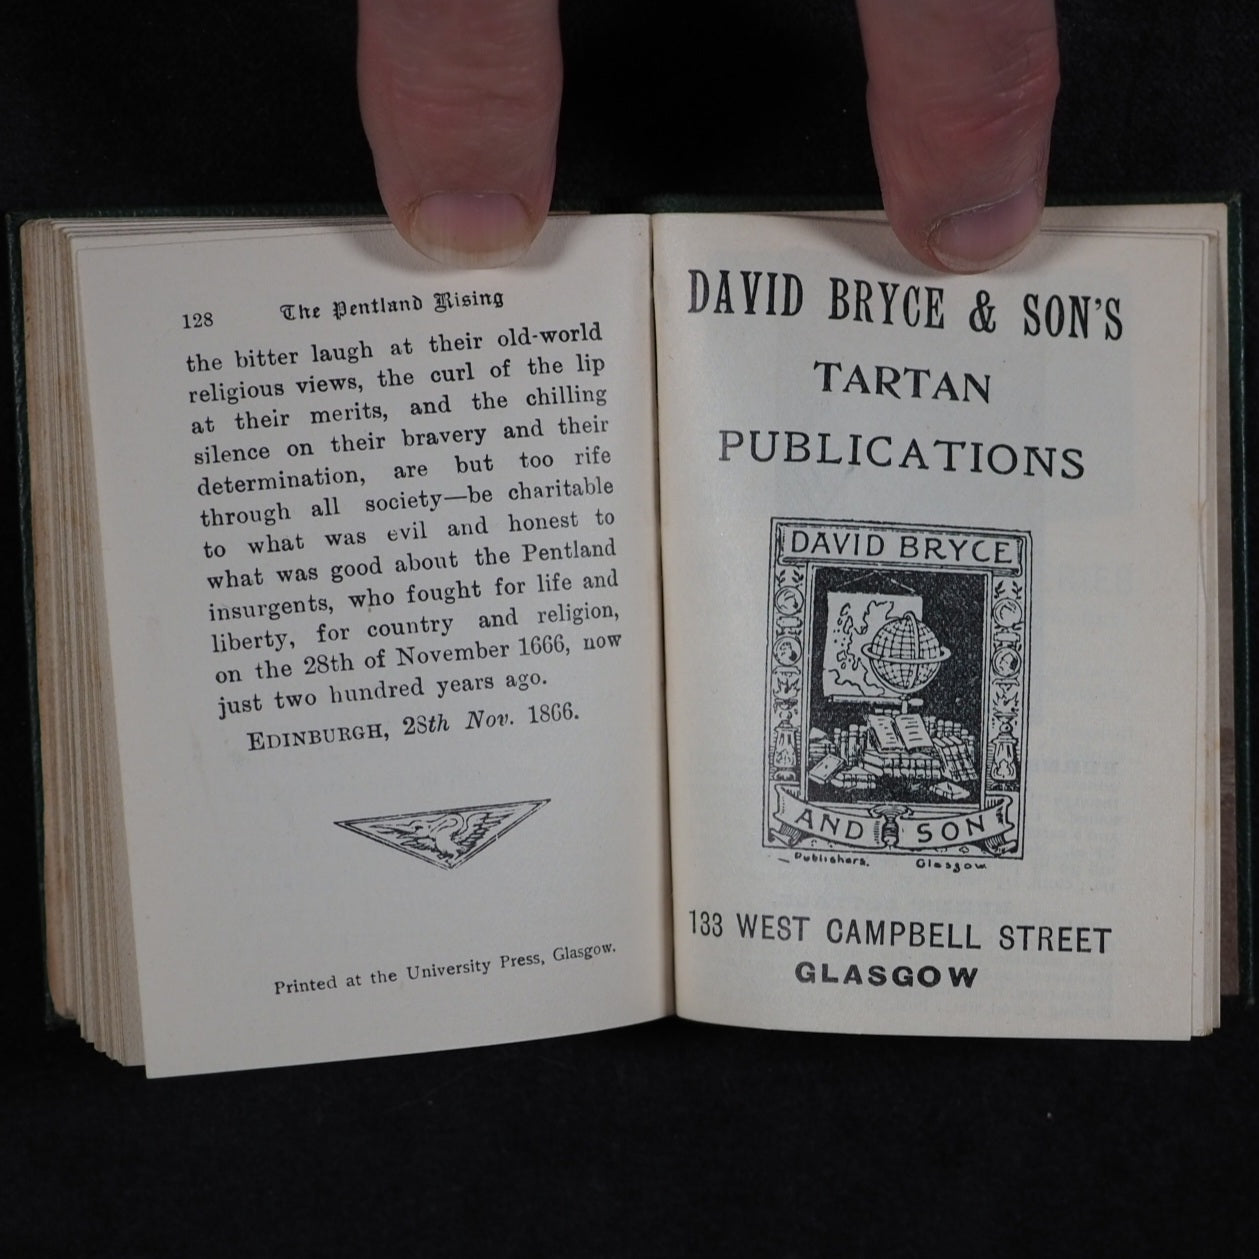 128 The Pentland Rising
the bitter laugh at their old-world
religious views, the curl of the lip
at their merits, and the chilling
silence on their bravery and their
determination, are but too rife
through all society—be charitable
to what was evil and honest to
what was good about the Pentland
insurgents, who fought for life and
liberty, for country and religion,
on the 28th of November 1666, now
just two hundred years ago.
EDINBURGH, 28th Nov. 1866.
Printed at the University Press, Glasgow.
DAVID BRYCE & SON'S
TARTAN
PUBLICATIONS
DAVID BRYCE
AND SON
Publishers. Glasgow
133 WEST CAMPBELL STREET
GLASGOW